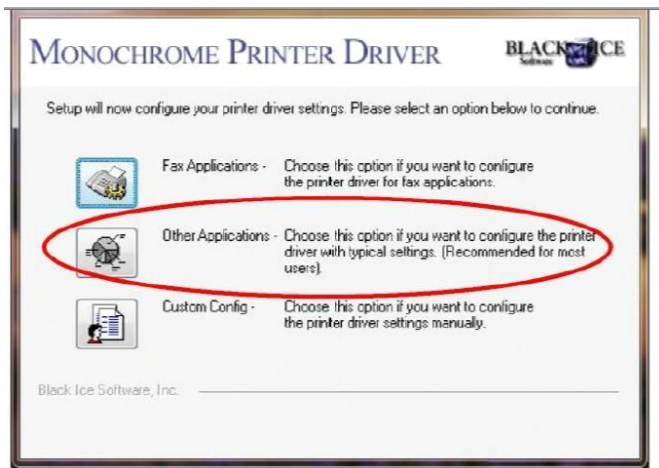 MONOCHROME PRINTER DRIVER
BLACK ICE
Software
Setup will now configure your printer driver settings. Please select an option below to continue.
Fax Applications - Choose this option if you want to configure
the printer driver for fax applications.
Other Applications - Choose this option if you want to configure the printer
driver with typical settings. (Recommended for most
users).
Custom Config - Choose this option if you want to configure
the printer driver settings manually.
Black Ice Software, Inc.